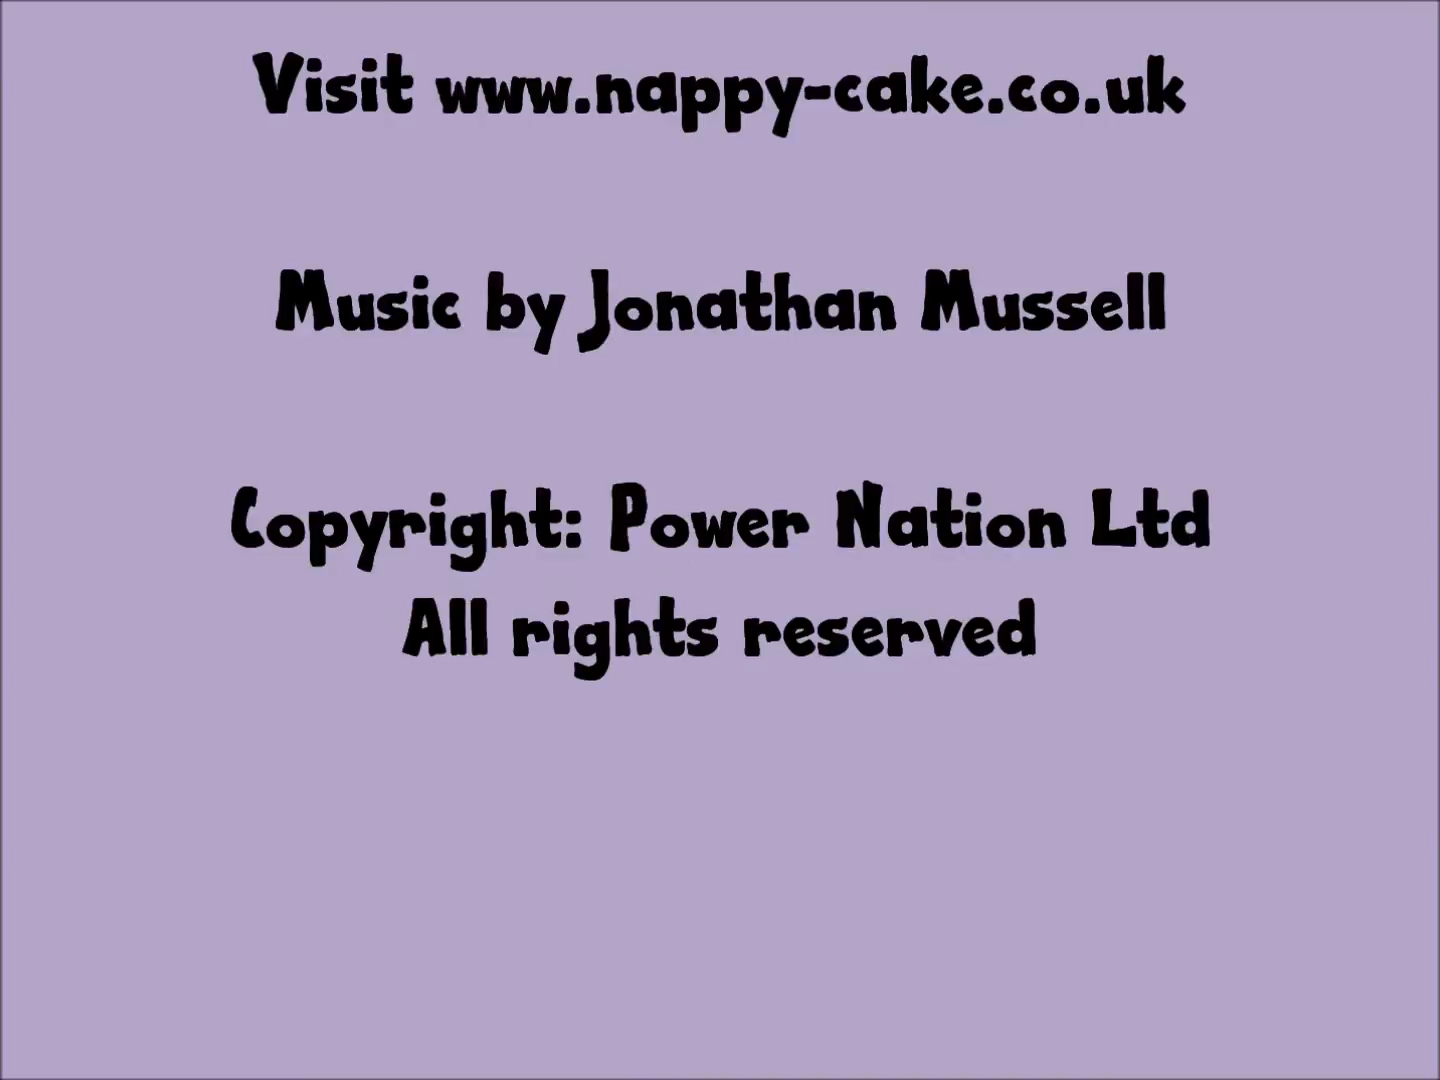 Visit www.nappy-cake.co.uk
Music by Jonathan Mussell
Copyright: Power Nation Ltd
All rights reserved